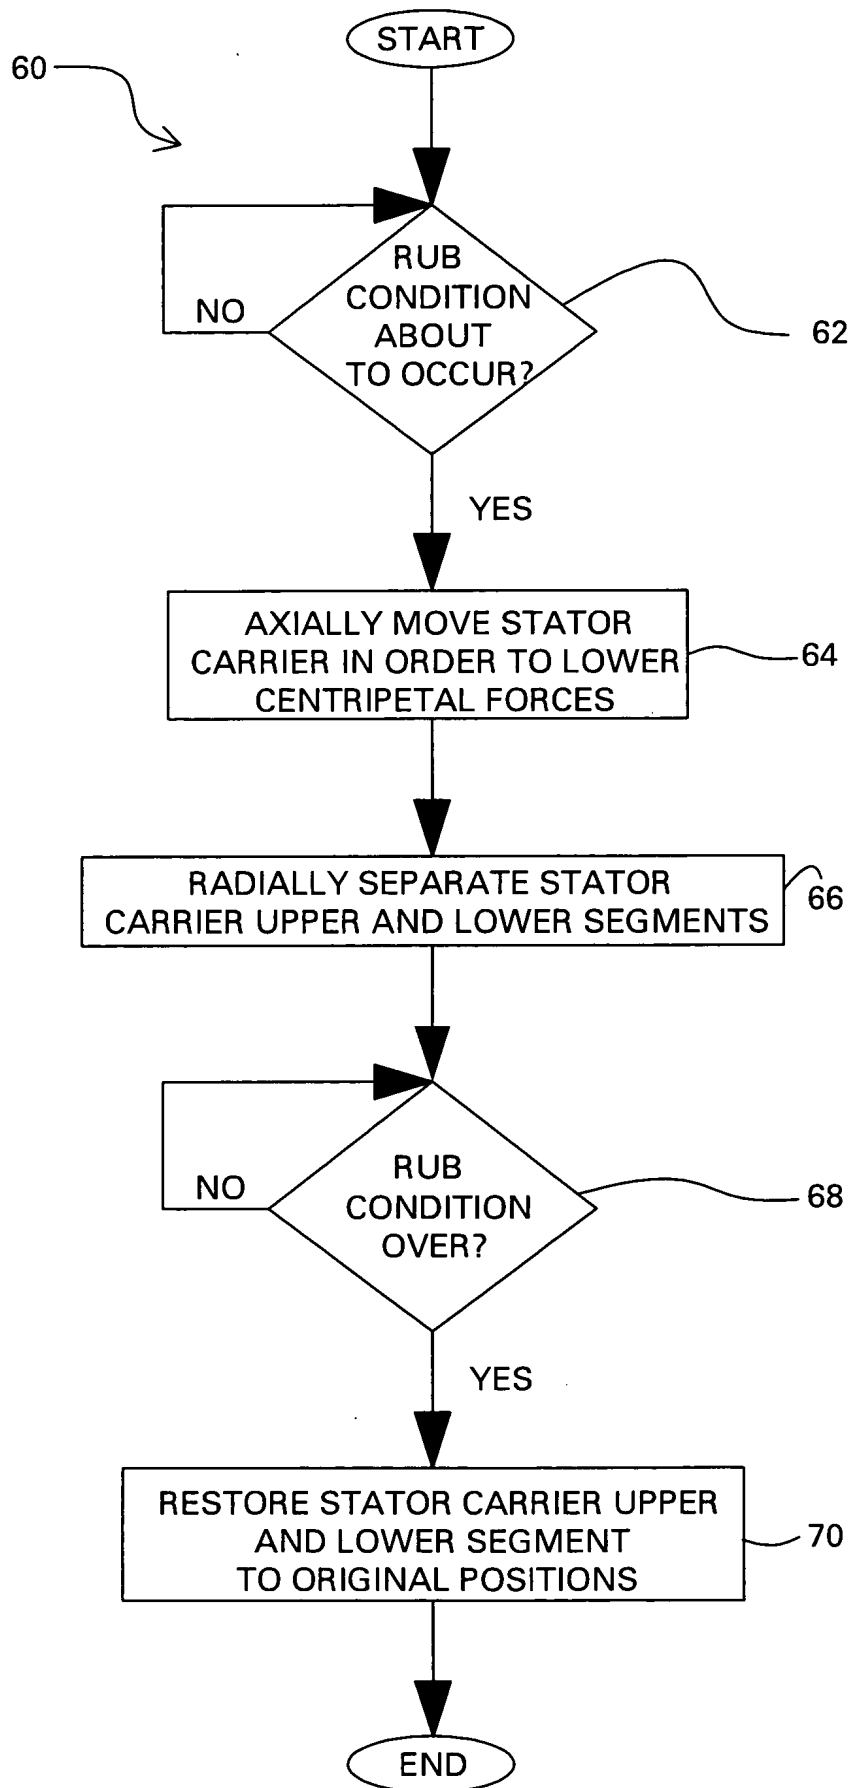 START
60
RUB
CONDITION
ABOUT
TO OCCUR?
NO
62
YES
AXIALLY MOVE STATOR
CARRIER IN ORDER TO LOWER
CENTRIPETAL FORCES
64
RADIALLY SEPARATE STATOR
CARRIER UPPER AND LOWER SEGMENTS
66
RUB
CONDITION
OVER?
NO
68
YES
RESTORE STATOR CARRIER UPPER
AND LOWER SEGMENT
TO ORIGINAL POSITIONS
70
END